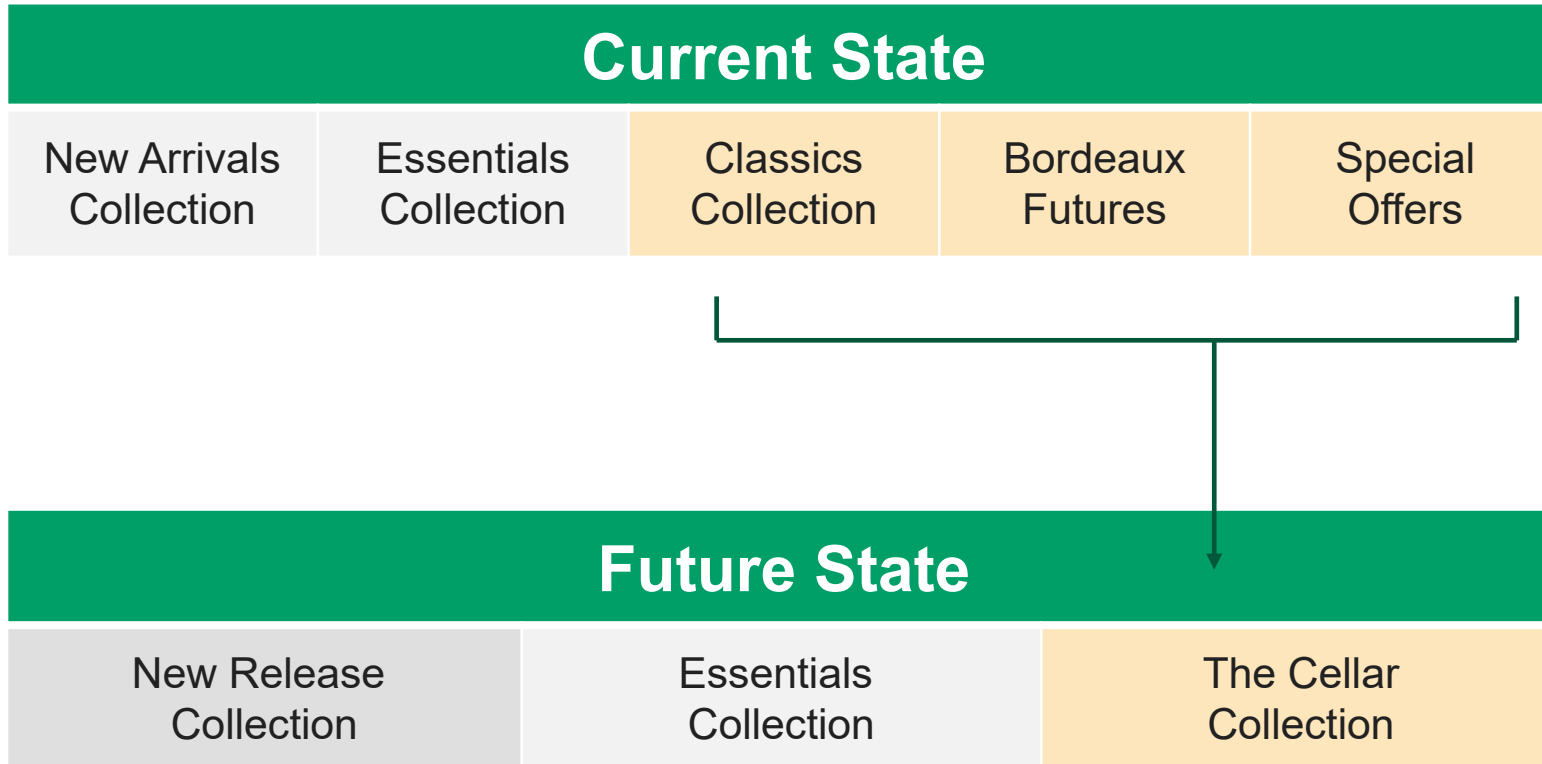 Current State
New Arrivals
Collection
Essentials
Collection
Classics
Collection
Bordeaux
Futures
Special
Offers
Future State
New Release
Collection
Essentials
Collection
The Cellar
Collection